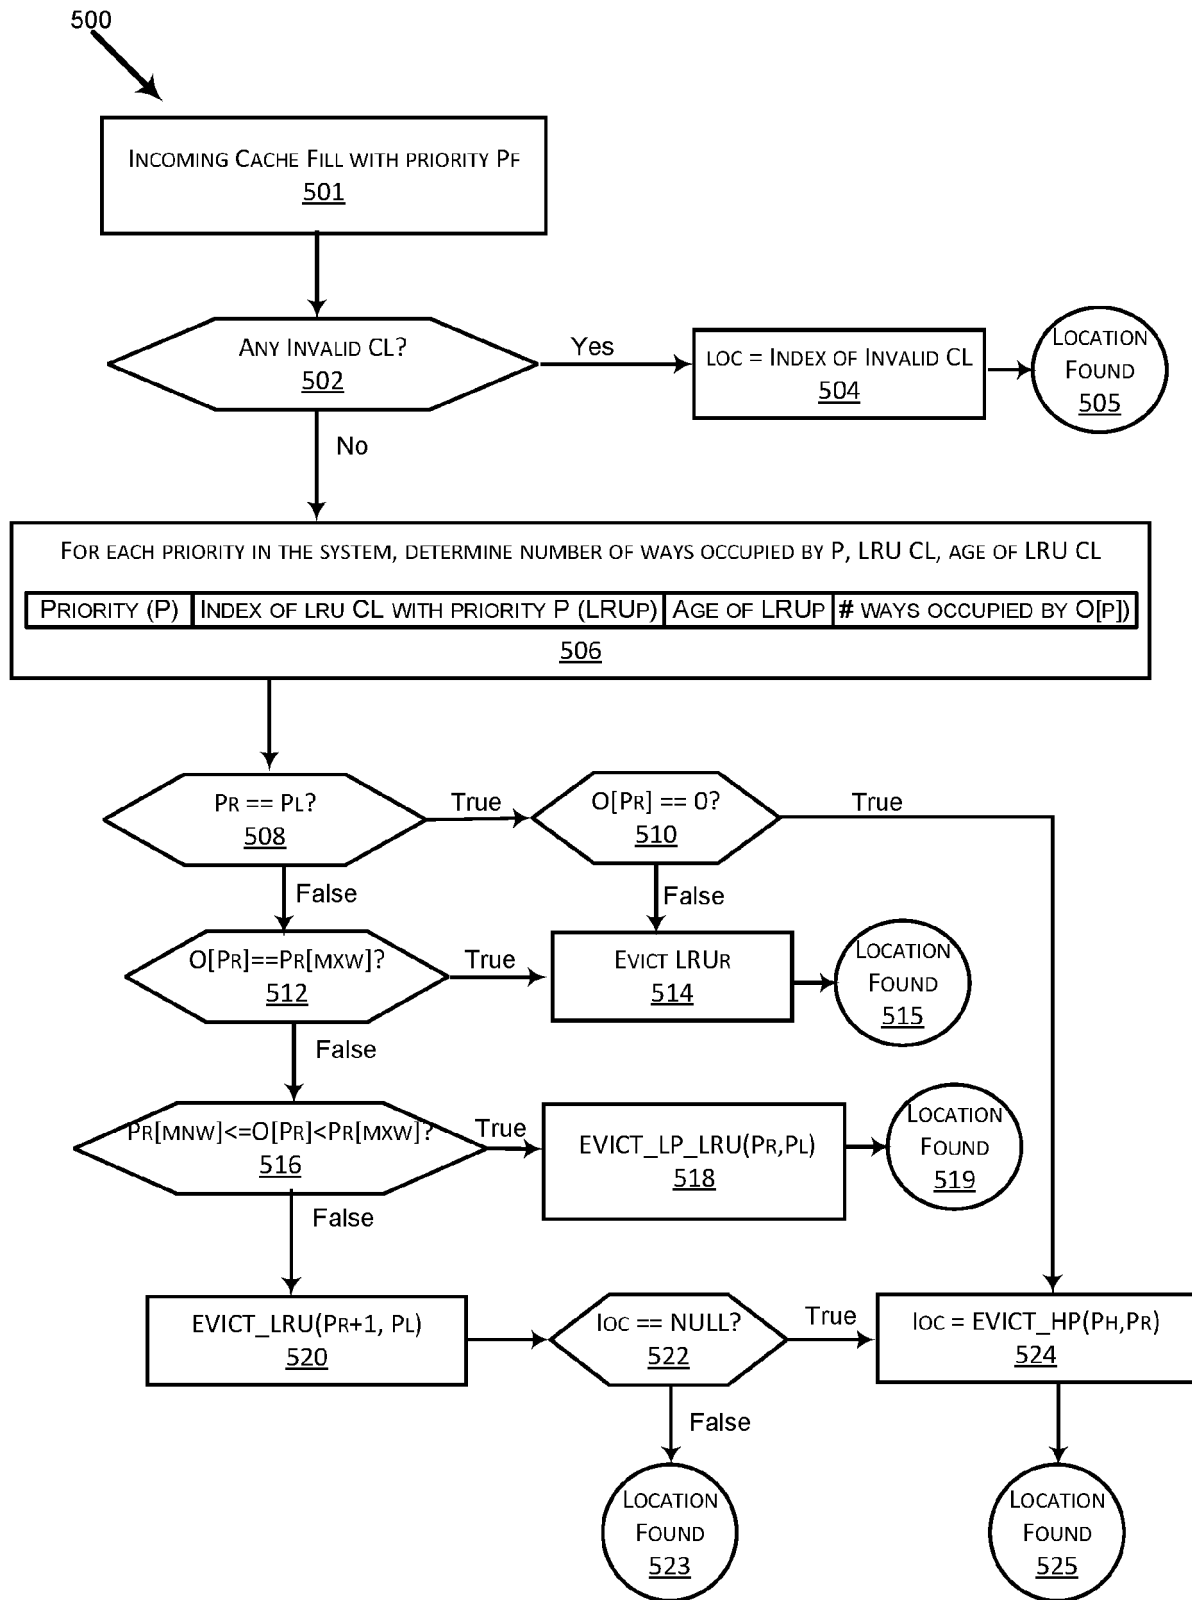 500
INCOMING CACHE FILL WITH PRIORITY PF
501
ANY INVALID CL?
502
Yes
LOC = INDEX OF INVALID CL
504
LOCATION
FOUND
505
No
FOR EACH PRIORITY IN THE SYSTEM, DETERMINE NUMBER OF WAYS OCCUPIED BY P, LRU CL, AGE OF LRU CL
PRIORITY (P) INDEX OF LRU CL WITH PRIORITY P (LRUP) AGE OF LRUP # WAYS OCCUPIED BY O[P])
506
PR == PL?
508
True
O[PR] == 0?
510
True
False
False
O[PR]==PR[MXW]?
512
True
EVICT LRUR
514
LOCATION
FOUND
515
False
PR[MNW]<=O[PR]<PR[MXW]?
516
True
EVICT_LP_LRU(PR,PL)
518
LOCATION
FOUND
519
False
EVICT_LRU(PR+1, PL)
520
LOC == NULL?
522
True
LOC = EVICT_HP(PH,PR)
524
False
LOCATION
FOUND
523
LOCATION
FOUND
525